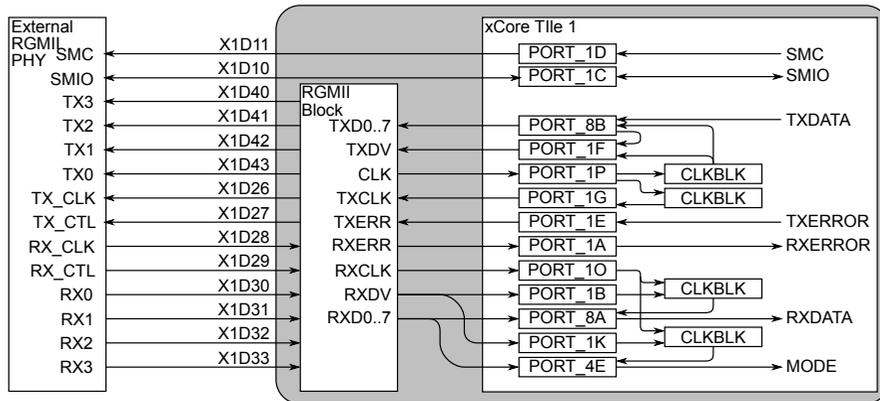 External
RGMII
PHY
SMC
SMIO
TX3
TX2
TX1
TX0
TX_CLK
TX_CTL
RX_CLK
RX_CTL
RX0
RX1
RX2
RX3
X1D11
X1D10
X1D40
X1D41
X1D42
X1D43
X1D26
X1D27
X1D28
X1D29
X1D30
X1D31
X1D32
X1D33
RGMII
Block
TXD0..7
TXDV
CLK
TXCLK
TXERR
RXERR
RXCLK
RXDV
RXD0..7
xCore TIle 1
PORT_1D
PORT_1C
PORT_8B
PORT_1F
PORT_1P
PORT_1G
PORT_1E
PORT_1A
PORT_1O
PORT_1B
PORT_8A
PORT_1K
PORT_4E
CLKBLK
CLKBLK
CLKBLK
CLKBLK
SMC
SMIO
TXDATA
TXERROR
RXERROR
RXDATA
MODE